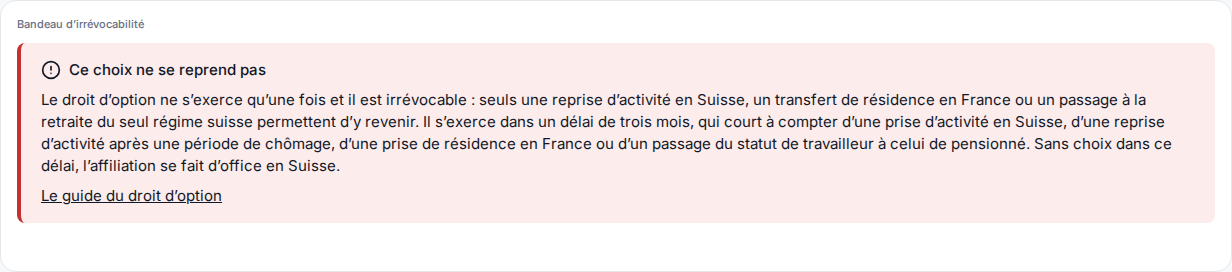 Bandeau d’irrévocabilité
Ce choix ne se reprend pas
Le droit d’option ne s’exerce qu’une fois et il est irrévocable : seuls une reprise d’activité en Suisse, un transfert de résidence en France ou un passage à la
retraite du seul régime suisse permettent d’y revenir. Il s’exerce dans un délai de trois mois, qui court à compter d’une prise d’activité en Suisse, d’une reprise
d’activité après une période de chômage, d’une prise de résidence en France ou d’un passage du statut de travailleur à celui de pensionné. Sans choix dans ce
délai, l’affiliation se fait d’office en Suisse.
Le guide du droit d’option